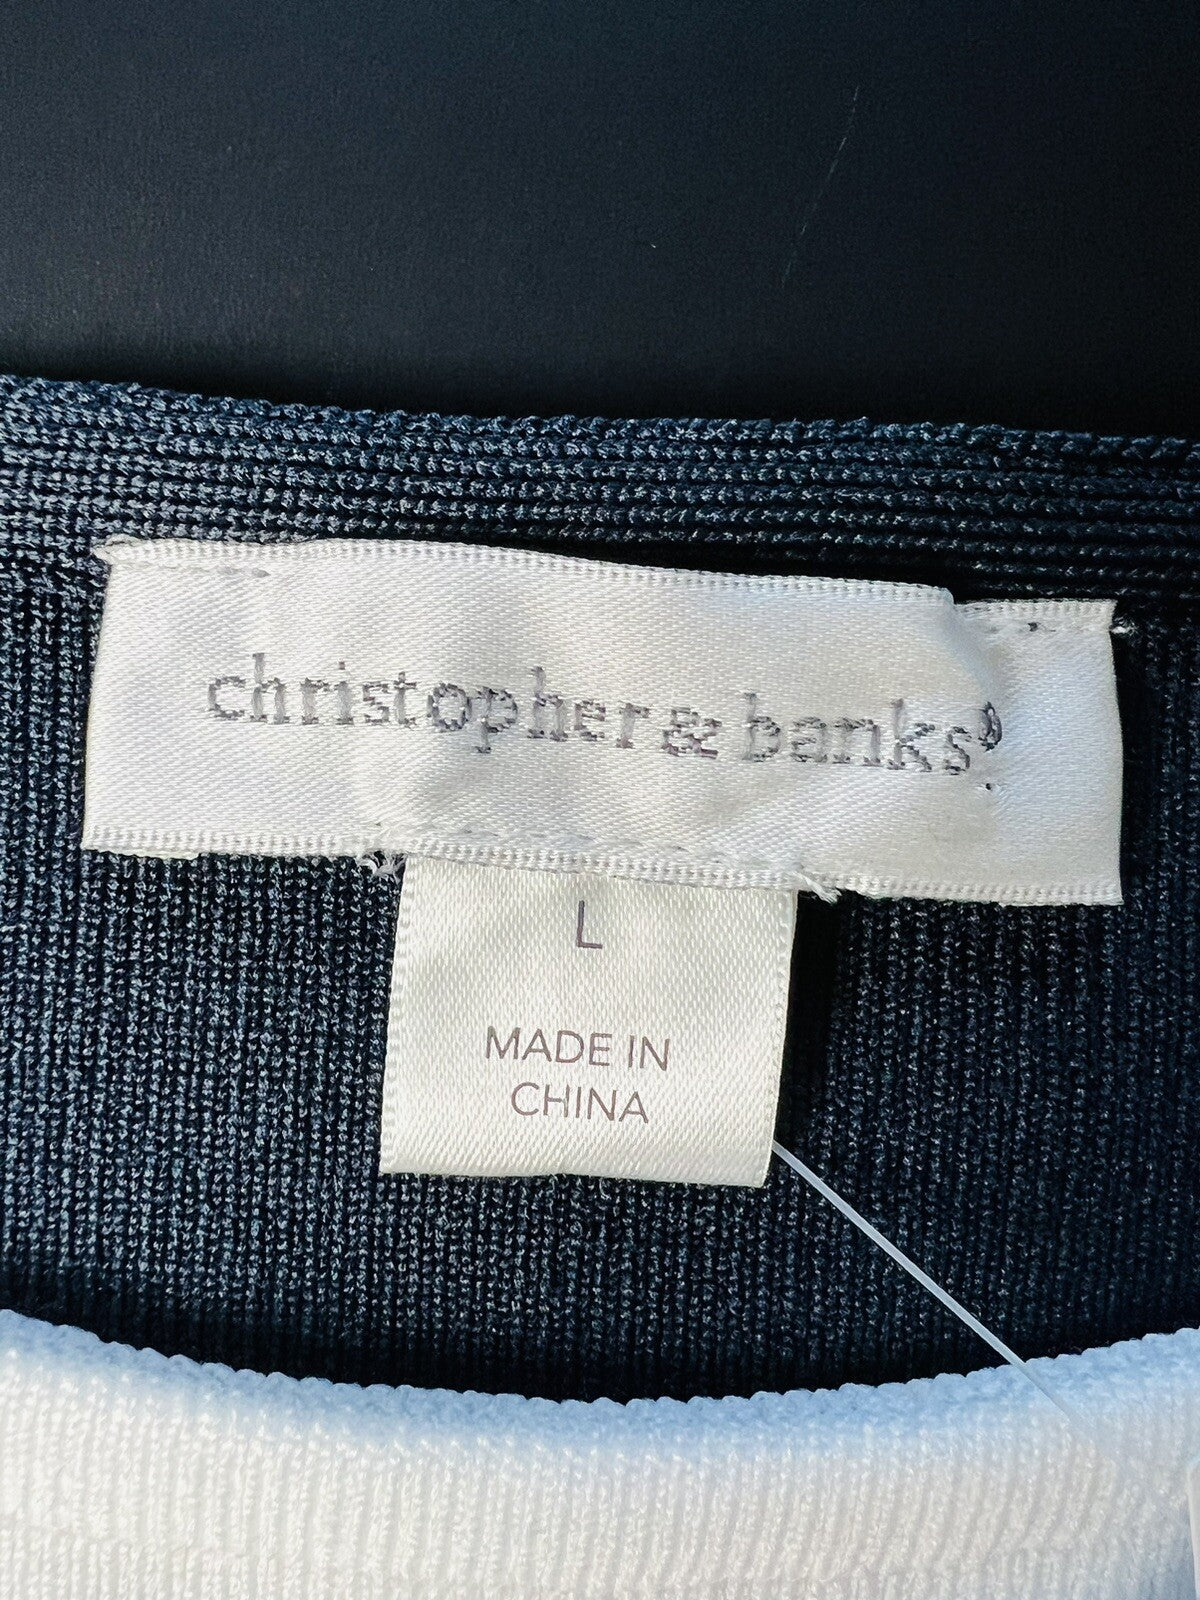 christopher & banks®
L
MADE IN
CHINA